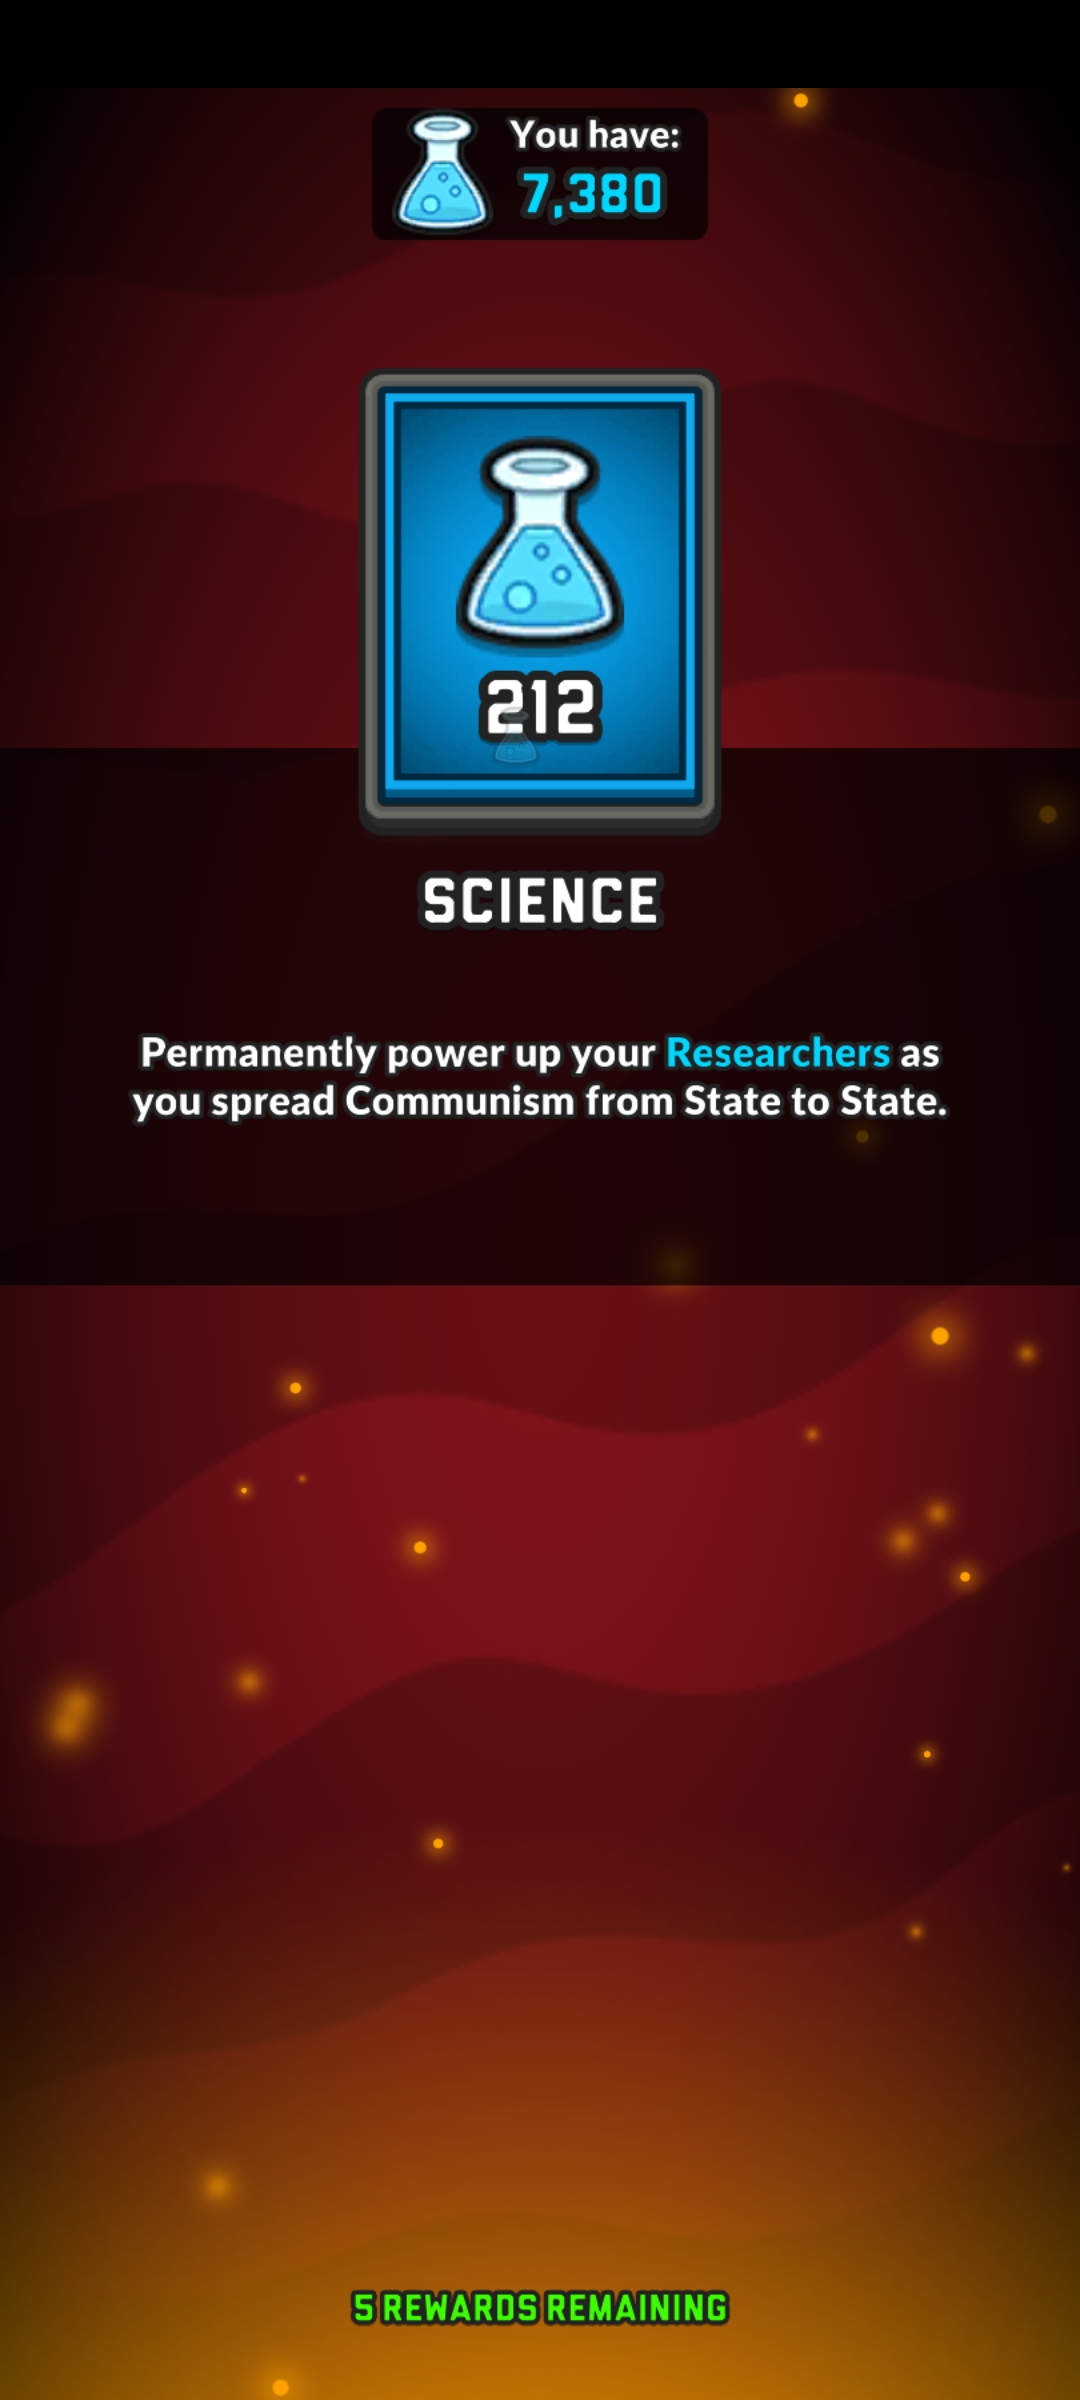 You have:
7,380
212
SCIENCE
Permanently power up your Researchers as
you spread Communism from State to State.
5 REWARDS REMAINING